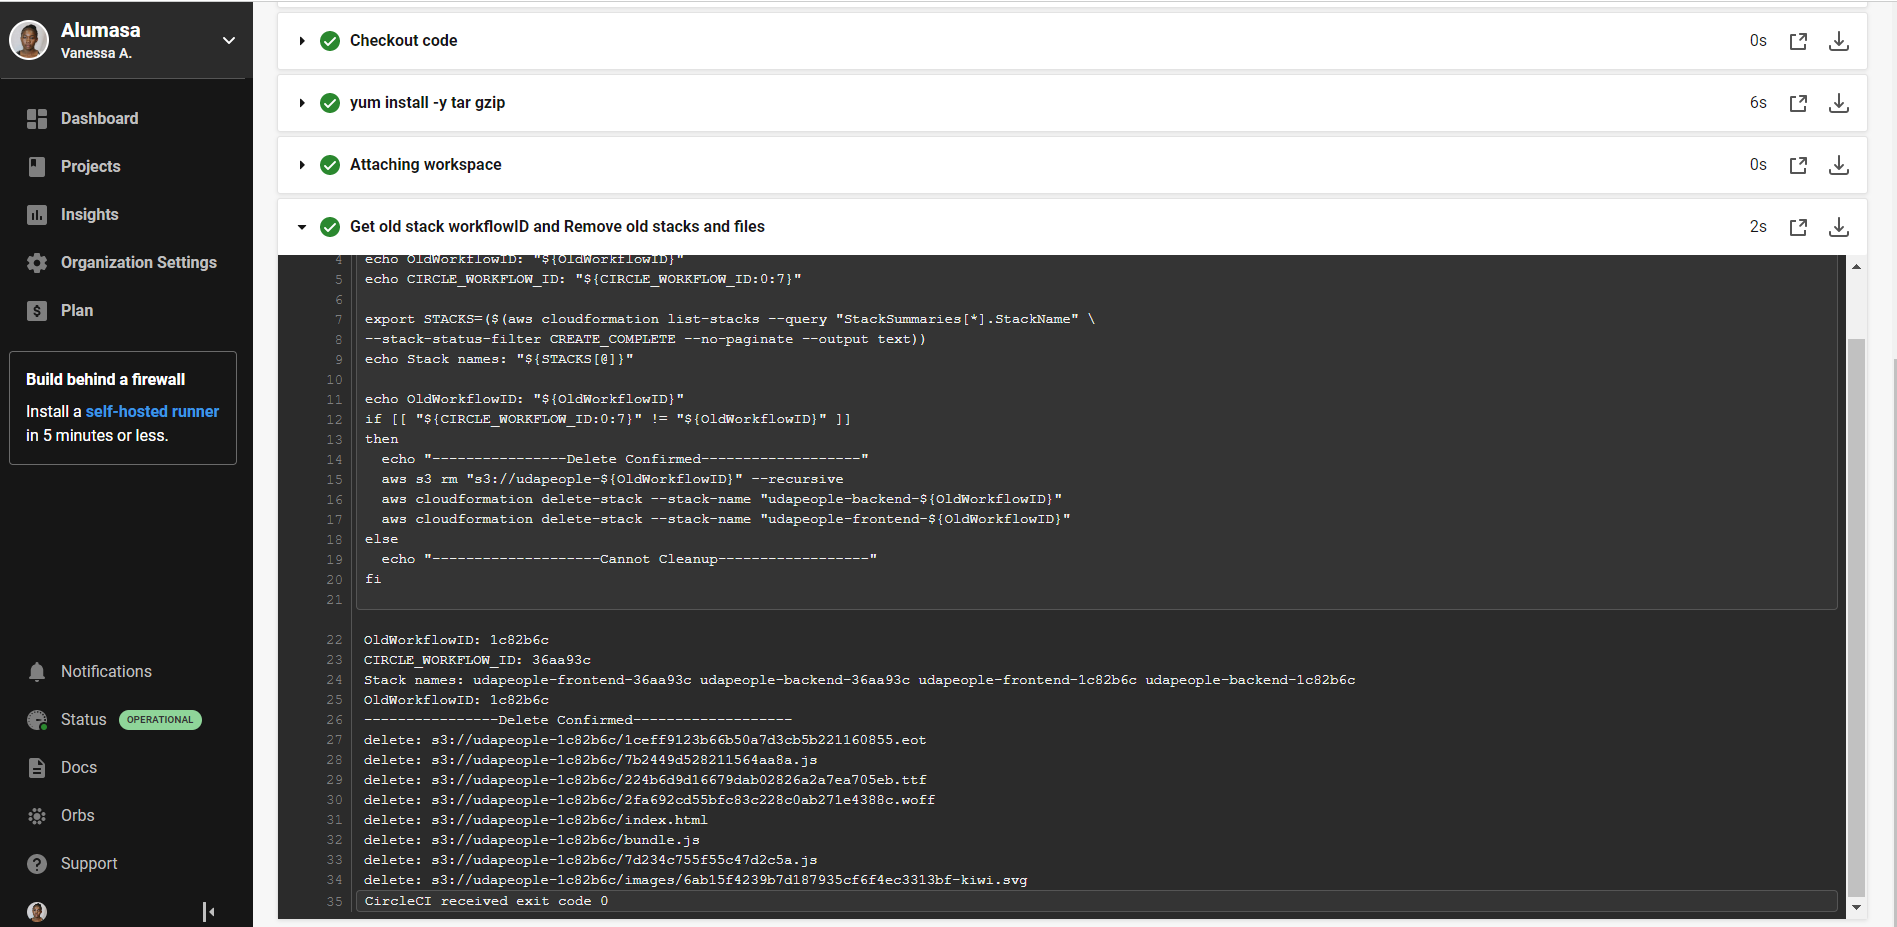 Alumasa
Vanessa A.
Dashboard
Projects
Insights
Organization Settings
Plan
Build behind a firewall
Install a self-hosted runner
in 5 minutes or less.
Notifications
Status OPERATIONAL
Docs
Orbs
Support
Checkout code 0s
yum install -y tar gzip 6s
Attaching workspace 0s
Get old stack workflowID and Remove old stacks and files 2s
4 echo OldWorkflowID: "${OldWorkflowID}"
5 echo CIRCLE_WORKFLOW_ID: "${CIRCLE_WORKFLOW_ID:0:7}"
6
7 export STACKS=($(aws cloudformation list-stacks --query "StackSummaries[*].StackName" \
8 --stack-status-filter CREATE_COMPLETE --no-paginate --output text))
9 echo Stack names: "${STACKS[@]}"
10
11 echo OldWorkflowID: "${OldWorkflowID}"
12 if [[ "${CIRCLE_WORKFLOW_ID:0:7}" != "${OldWorkflowID}" ]]
13 then
14   echo "----------------Delete Confirmed-------------------"
15   aws s3 rm "s3://udapeople-${OldWorkflowID}" --recursive
16   aws cloudformation delete-stack --stack-name "udapeople-backend-${OldWorkflowID}"
17   aws cloudformation delete-stack --stack-name "udapeople-frontend-${OldWorkflowID}"
18 else
19   echo "--------------------Cannot Cleanup------------------"
20 fi
21
22 OldWorkflowID: 1c82b6c
23 CIRCLE_WORKFLOW_ID: 36aa93c
24 Stack names: udapeople-frontend-36aa93c udapeople-backend-36aa93c udapeople-frontend-1c82b6c udapeople-backend-1c82b6c
25 OldWorkflowID: 1c82b6c
26 ----------------Delete Confirmed-------------------
27 delete: s3://udapeople-1c82b6c/1ceff9123b66b50a7d3cb5b221160855.eot
28 delete: s3://udapeople-1c82b6c/7b2449d528211564aa8a.js
29 delete: s3://udapeople-1c82b6c/224b6d9d16679dab02826a2a7ea705eb.ttf
30 delete: s3://udapeople-1c82b6c/2fa692cd55bfc83c228c0ab271e4388c.woff
31 delete: s3://udapeople-1c82b6c/index.html
32 delete: s3://udapeople-1c82b6c/bundle.js
33 delete: s3://udapeople-1c82b6c/7d234c755f55c47d2c5a.js
34 delete: s3://udapeople-1c82b6c/images/6ab15f4239b7d187935cf6f4ec3313bf-kiwi.svg
35 CircleCI received exit code 0